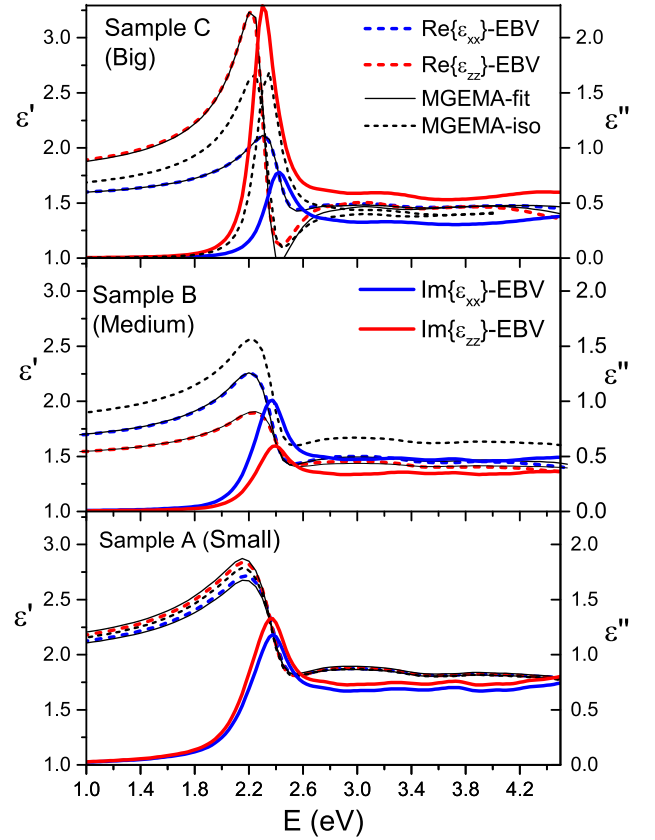 Sample C
(Big)
Re{ε_xx}-EBV
Re{ε_zz}-EBV
MGEMA-fit
MGEMA-iso
ε'
ε''
3.0
2.5
2.0
1.5
1.0
2.0
1.5
1.0
0.5
0.0
Sample B
(Medium)
Im{ε_xx}-EBV
Im{ε_zz}-EBV
ε'
ε''
3.0
2.5
2.0
1.5
1.0
2.0
1.5
1.0
0.5
0.0
Sample A (Small)
ε'
ε''
3.0
2.5
2.0
1.5
1.0
2.0
1.5
1.0
0.5
0.0
1.0 1.4 1.8 2.2 2.6 3.0 3.4 3.8 4.2
E (eV)